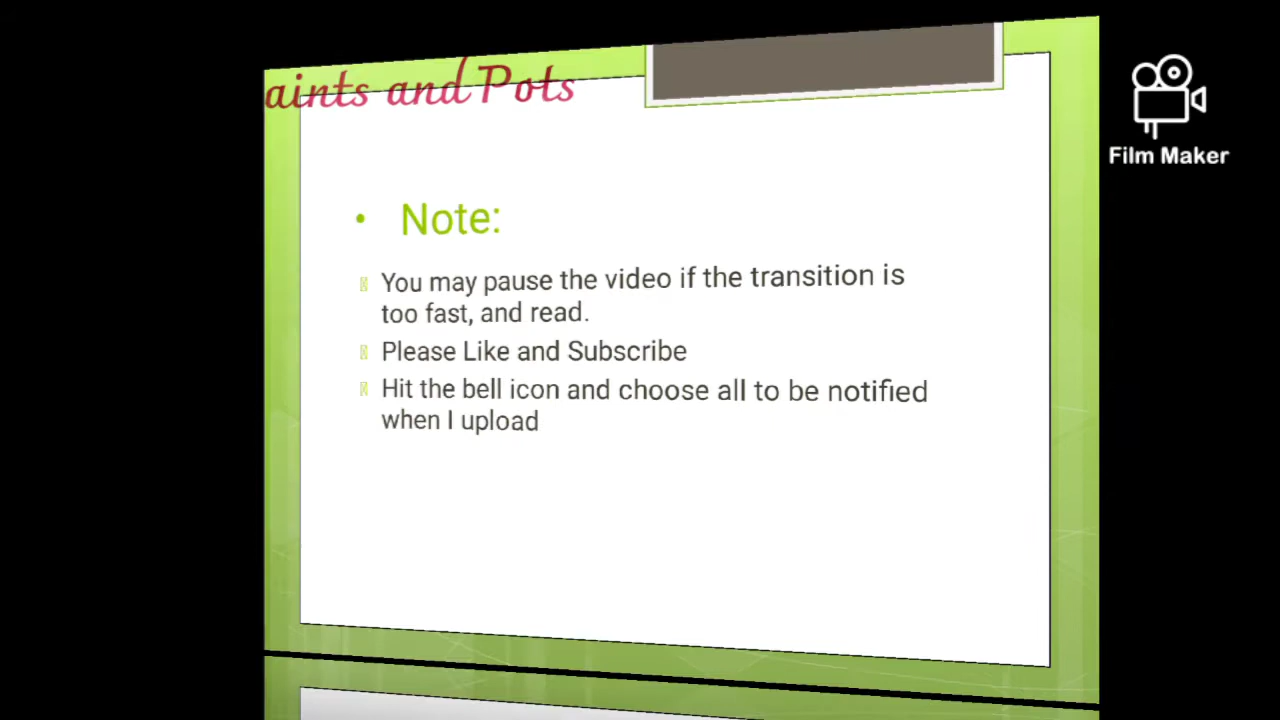 aints and Pots
Film Maker
• Note:
You may pause the video if the transition is
too fast, and read.
Please Like and Subscribe
Hit the bell icon and choose all to be notified
when I upload